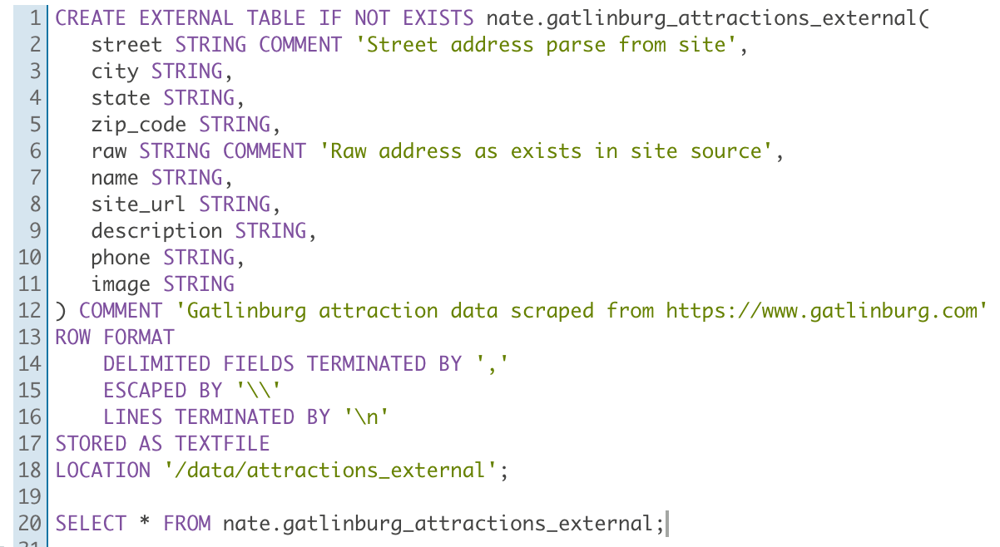 1 CREATE EXTERNAL TABLE IF NOT EXISTS nate.gatlinburg_attractions_external(
2 street STRING COMMENT 'Street address parse from site',
3 city STRING,
4 state STRING,
5 zip_code STRING,
6 raw STRING COMMENT 'Raw address as exists in site source',
7 name STRING,
8 site_url STRING,
9 description STRING,
10 phone STRING,
11 image STRING
12 ) COMMENT 'Gatlinburg attraction data scraped from https://www.gatlinburg.com'
13 ROW FORMAT
14 DELIMITED FIELDS TERMINATED BY ','
15 ESCAPED BY '\\'
16 LINES TERMINATED BY '\n'
17 STORED AS TEXTFILE
18 LOCATION '/data/attractions_external';
19
20 SELECT * FROM nate.gatlinburg_attractions_external;
21